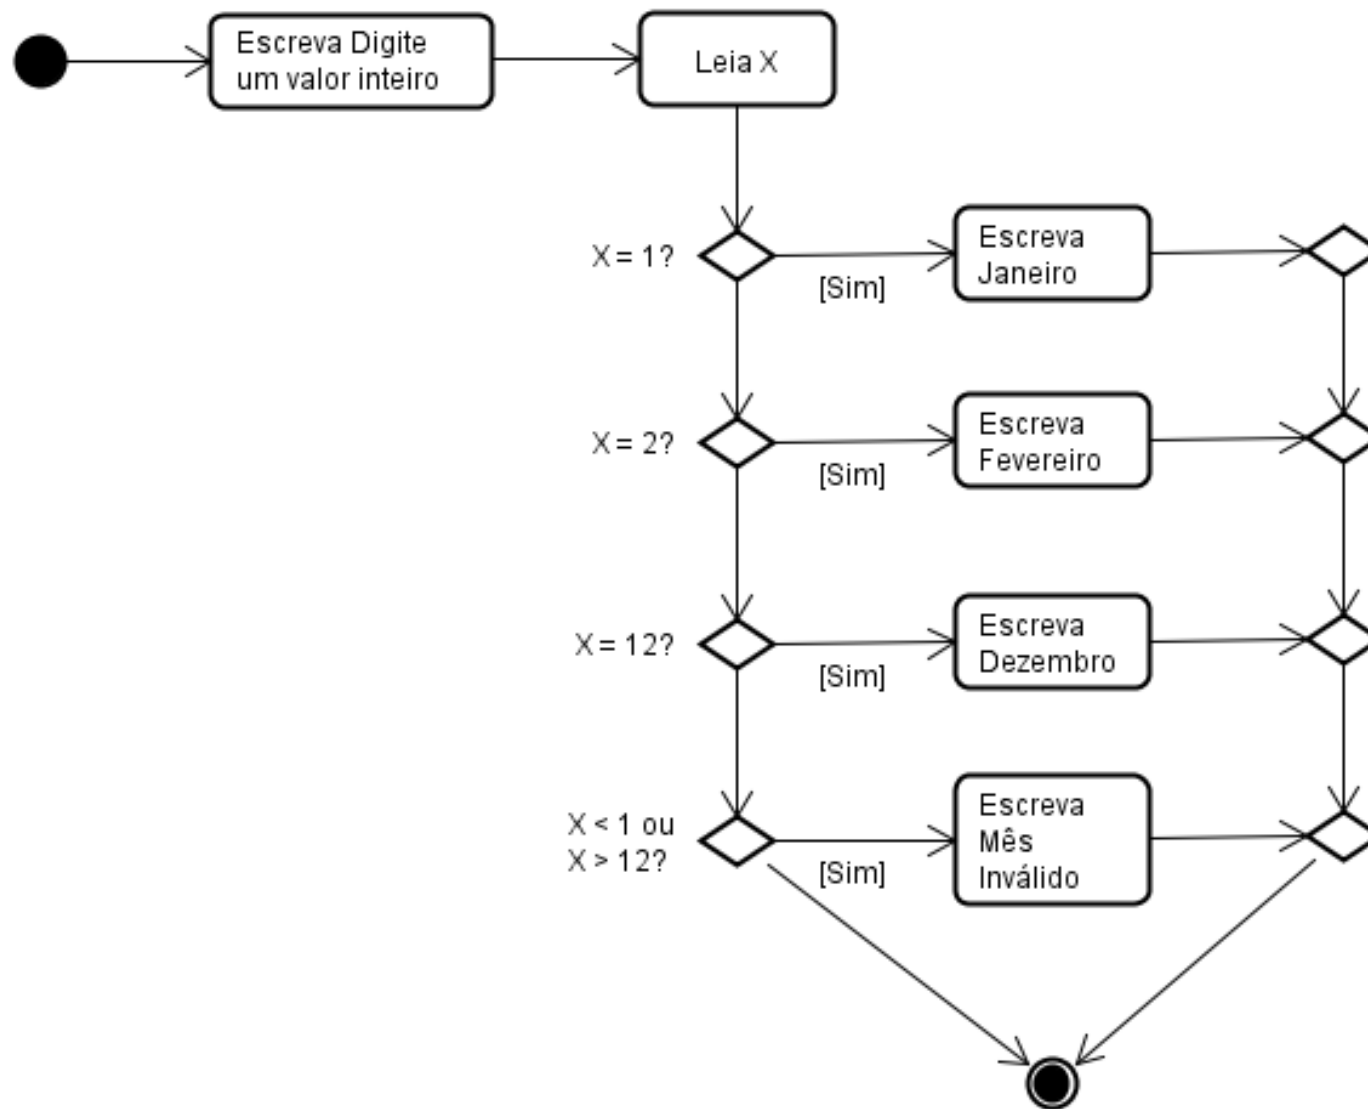 Escreva Digite
um valor inteiro
Leia X
X = 1?
[Sim]
Escreva
Janeiro
X = 2?
[Sim]
Escreva
Fevereiro
X = 12?
[Sim]
Escreva
Dezembro
X < 1 ou
X > 12?
[Sim]
Escreva
Mês
Inválido